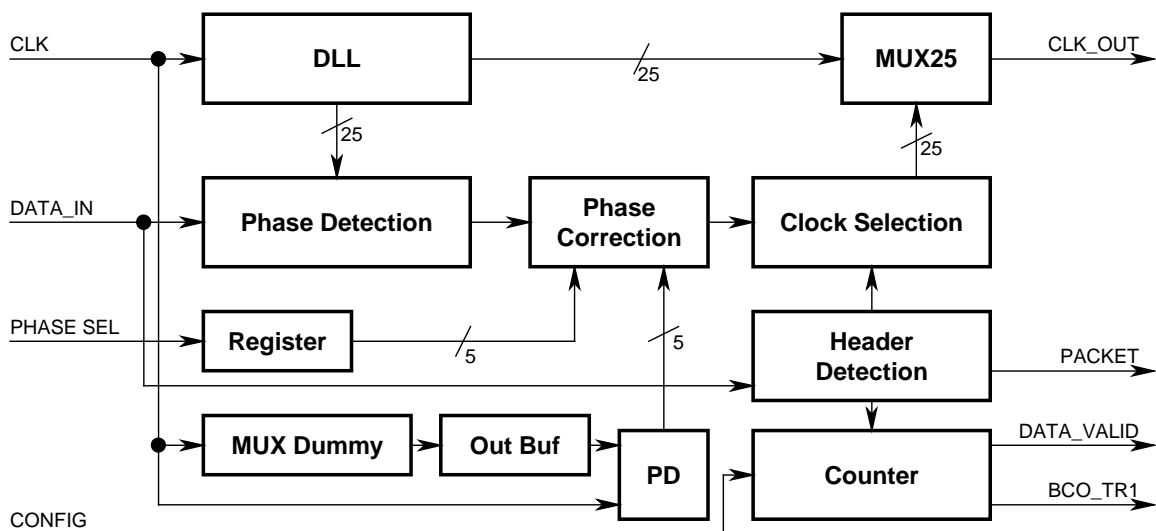 CLK
DLL
25
MUX25
CLK_OUT
25
25
DATA_IN
Phase Detection
Phase
Correction
Clock Selection
PHASE SEL
Register
5
5
Header
Detection
PACKET
MUX Dummy
Out Buf
PD
Counter
DATA_VALID
BCO_TR1
CONFIG